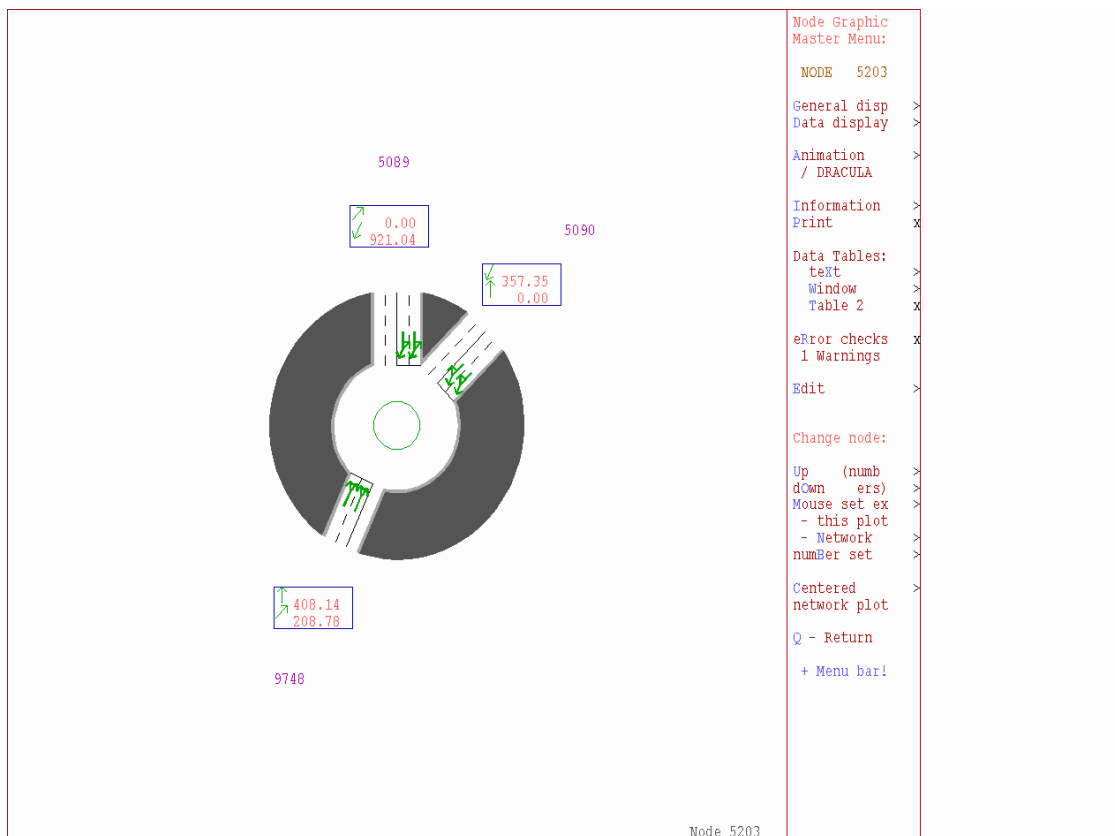 5089
0.00
921.04
5090
357.35
0.00
408.14
208.78
9748
Node 5203
Node Graphic
Master Menu:
NODE 5203
General disp >
Data display >
Animation >
/ DRACULA
Information >
Print x
Data Tables:
teXt >
Window >
Table 2 x
eRror checks x
1 Warnings
Edit >
Change node:
Up (numb >
dOwn ers) >
Mouse set ex >
- this plot
- Network >
numBer set >
Centered >
network plot
Q - Return
+ Menu bar!